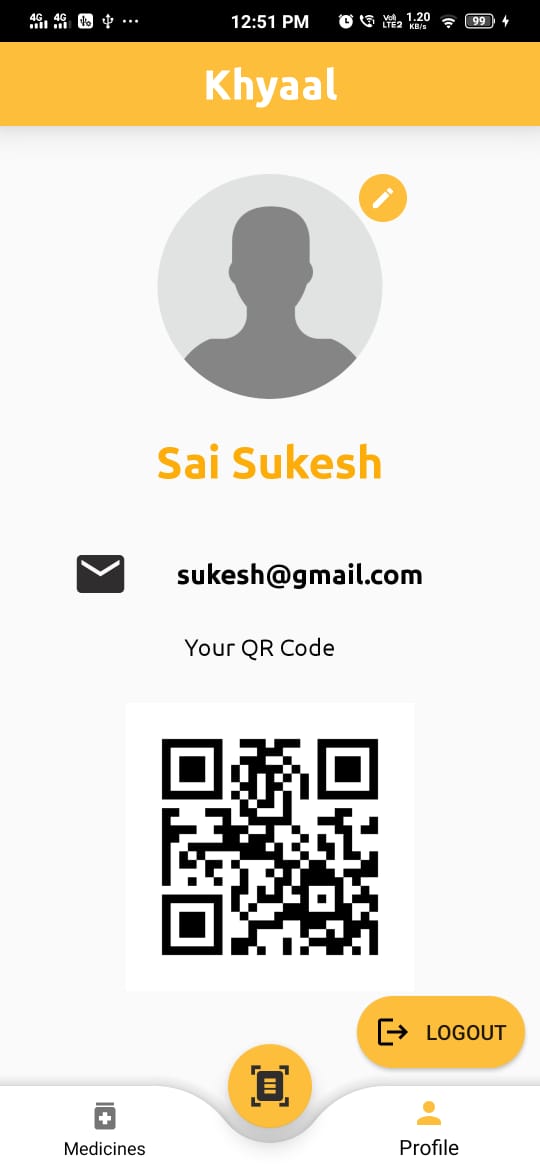 4G 4G 12:51 PM Vo)) LTE2 1.20 KB/s 99
Khyaal
Sai Sukesh
sukesh@gmail.com
Your QR Code
LOGOUT
Medicines
Profile